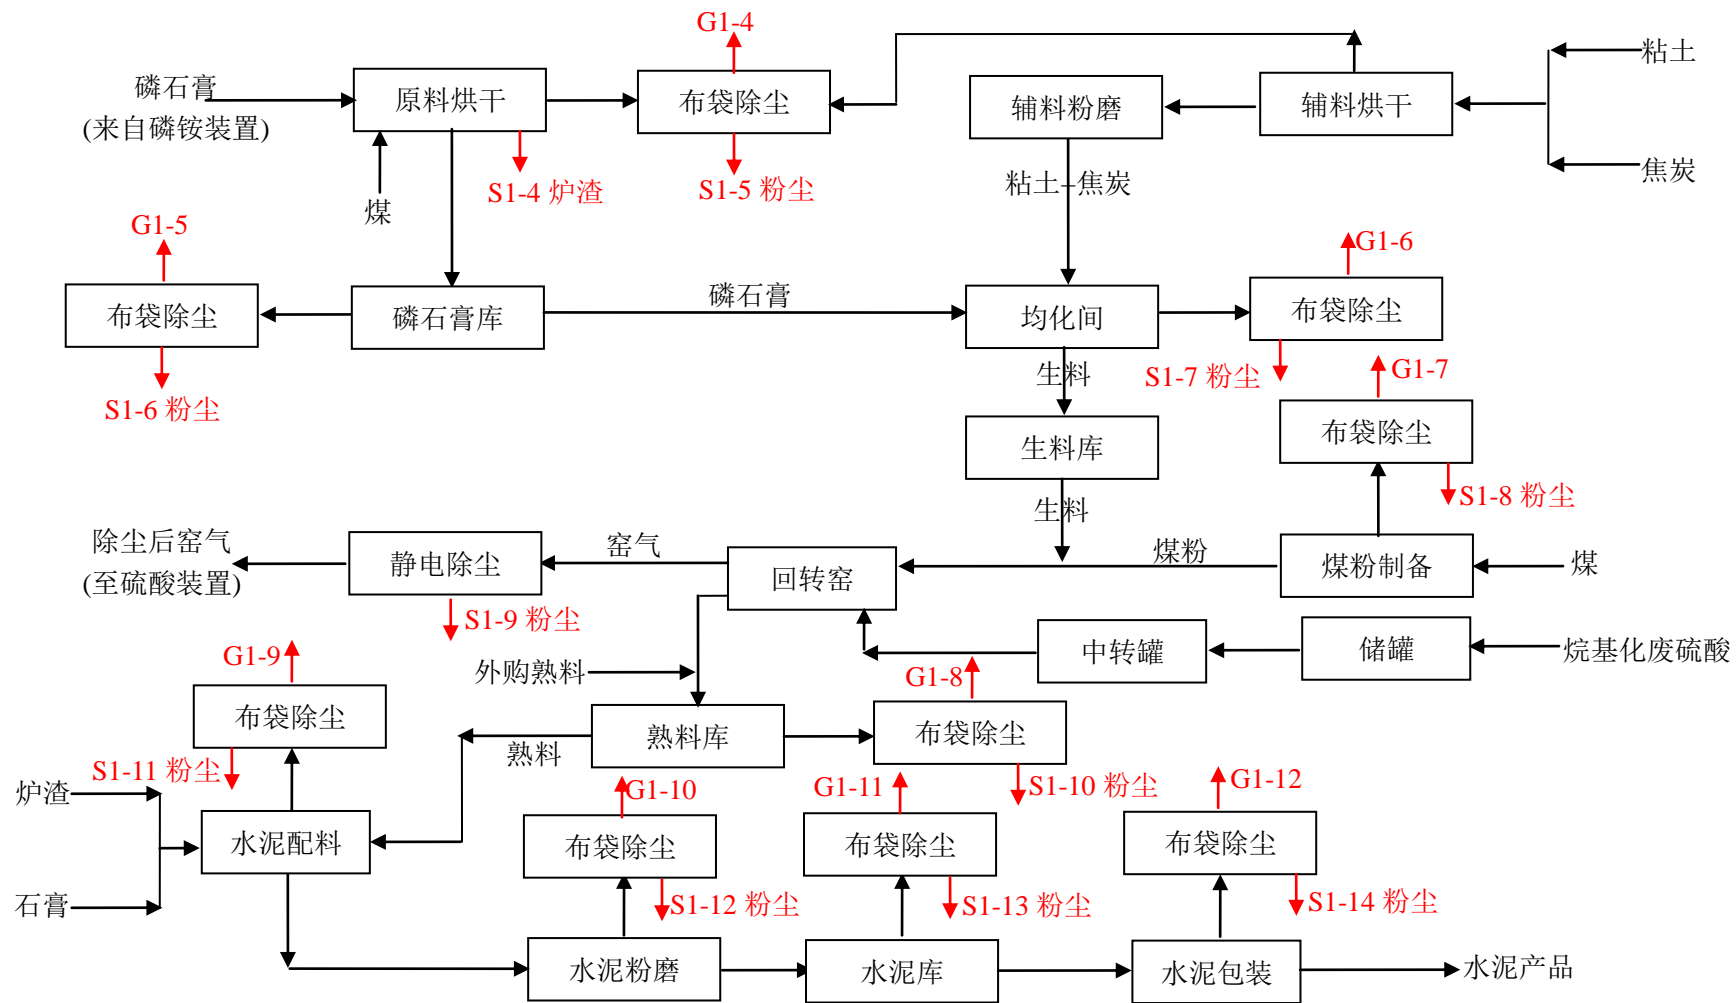 G1-4
粘土
磷石膏
(来自磷铵装置)
原料烘干
布袋除尘
辅料粉磨
辅料烘干
焦炭
S1-4 炉渣
S1-5 粉尘
粘土+焦炭
煤
G1-5
G1-6
布袋除尘
磷石膏库
磷石膏
均化间
布袋除尘
S1-6 粉尘
生料
S1-7 粉尘
G1-7
生料库
布袋除尘
S1-8 粉尘
生料
除尘后窑气
(至硫酸装置)
静电除尘
窑气
回转窑
煤粉
煤粉制备
煤
S1-9 粉尘
中转罐
储罐
烷基化废硫酸
G1-9
外购熟料
G1-8
布袋除尘
熟料库
布袋除尘
熟料
S1-11 粉尘
S1-10 粉尘
炉渣
G1-10
G1-11
G1-12
水泥配料
布袋除尘
布袋除尘
布袋除尘
石膏
S1-12 粉尘
S1-13 粉尘
S1-14 粉尘
水泥粉磨
水泥库
水泥包装
水泥产品